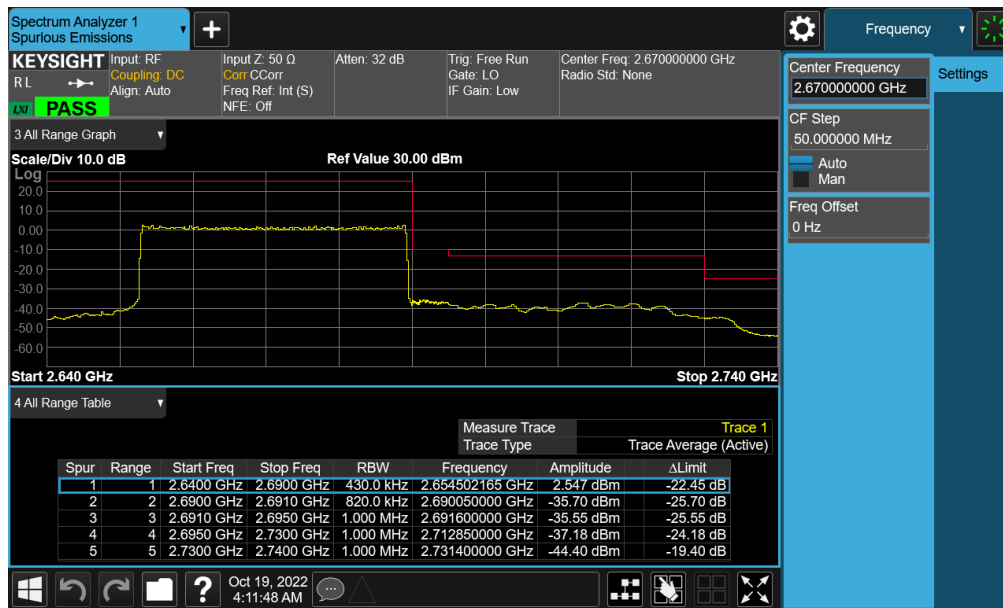 Spectrum Analyzer 1
Spurious Emissions
Frequency
KEYSIGHT
R L
LXI PASS
Input: RF
Coupling: DC
Align: Auto
Input Z: 50 Ω
Corr CCorr
Freq Ref: Int (S)
NFE: Off
Atten: 32 dB
Trig: Free Run
Gate: LO
IF Gain: Low
Center Freq: 2.670000000 GHz
Radio Std: None
Center Frequency
2.670000000 GHz
Settings
CF Step
50.000000 MHz
Auto
Man
Freq Offset
0 Hz
3 All Range Graph
Scale/Div 10.0 dB
Ref Value 30.00 dBm
Log
20.0
10.0
0.00
-10.0
-20.0
-30.0
-40.0
-50.0
-60.0
Start 2.640 GHz
Stop 2.740 GHz
4 All Range Table
Measure Trace Trace 1
Trace Type Trace Average (Active)
Spur Range Start Freq Stop Freq RBW Frequency Amplitude ΔLimit
1 1 2.6400 GHz 2.6900 GHz 430.0 kHz 2.654502165 GHz 2.547 dBm -22.45 dB
2 2 2.6900 GHz 2.6910 GHz 820.0 kHz 2.690050000 GHz -35.70 dBm -25.70 dB
3 3 2.6910 GHz 2.6950 GHz 1.000 MHz 2.691600000 GHz -35.55 dBm -25.55 dB
4 4 2.6950 GHz 2.7300 GHz 1.000 MHz 2.712850000 GHz -37.18 dBm -24.18 dB
5 5 2.7300 GHz 2.7400 GHz 1.000 MHz 2.731400000 GHz -44.40 dBm -19.40 dB
?
Oct 19, 2022
4:11:48 AM